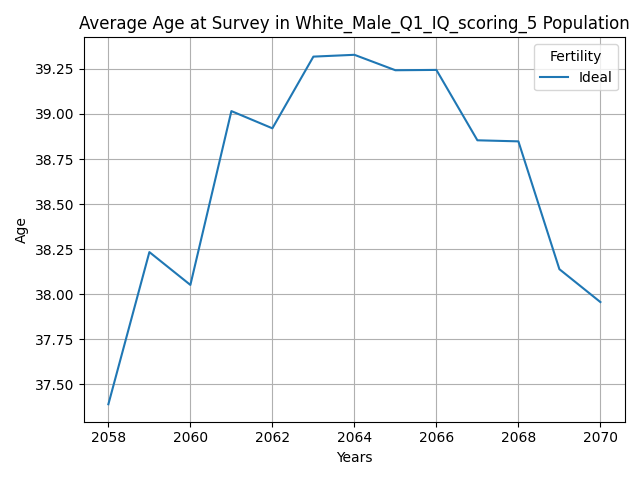 Average Age at Survey in White_Male_Q1_IQ_scoring_5 Population
Fertility
Ideal
39.25
39.00
38.75
38.50
38.25
38.00
37.75
37.50
Age
2058 2060 2062 2064 2066 2068 2070
Years